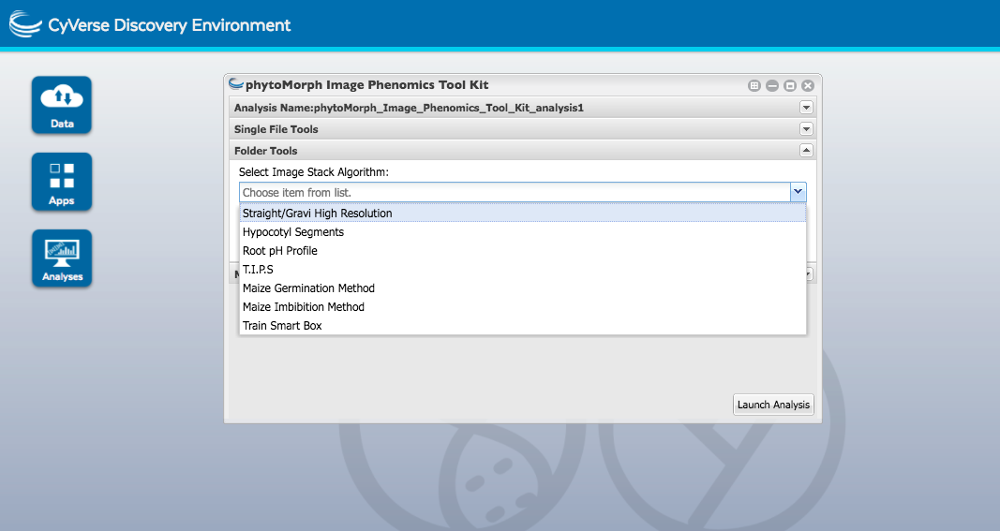 CyVerse Discovery Environment
Data
Apps
Analyses
phytoMorph Image Phenomics Tool Kit
Analysis Name:phytoMorph_Image_Phenomics_Tool_Kit_analysis1
Single File Tools
Folder Tools
Select Image Stack Algorithm:
Choose item from list.
Straight/Gravi High Resolution
Hypocotyl Segments
Root pH Profile
T.I.P.S
Maize Germination Method
Maize Imbibition Method
Train Smart Box
Launch Analysis